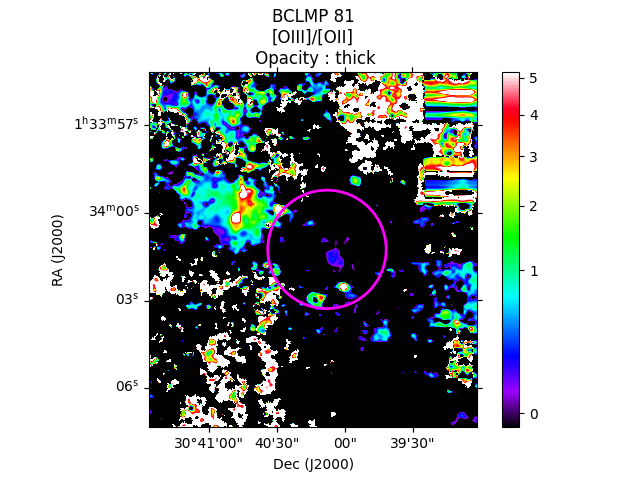 BCLMP 81
[OIII]/[OII]
Opacity : thick
1ʰ33ᵐ57ˢ
34ᵐ00ˢ
03ˢ
06ˢ
RA (J2000)
30°41'00" 40'30" 00" 39'30"
Dec (J2000)
5
4
3
2
1
0